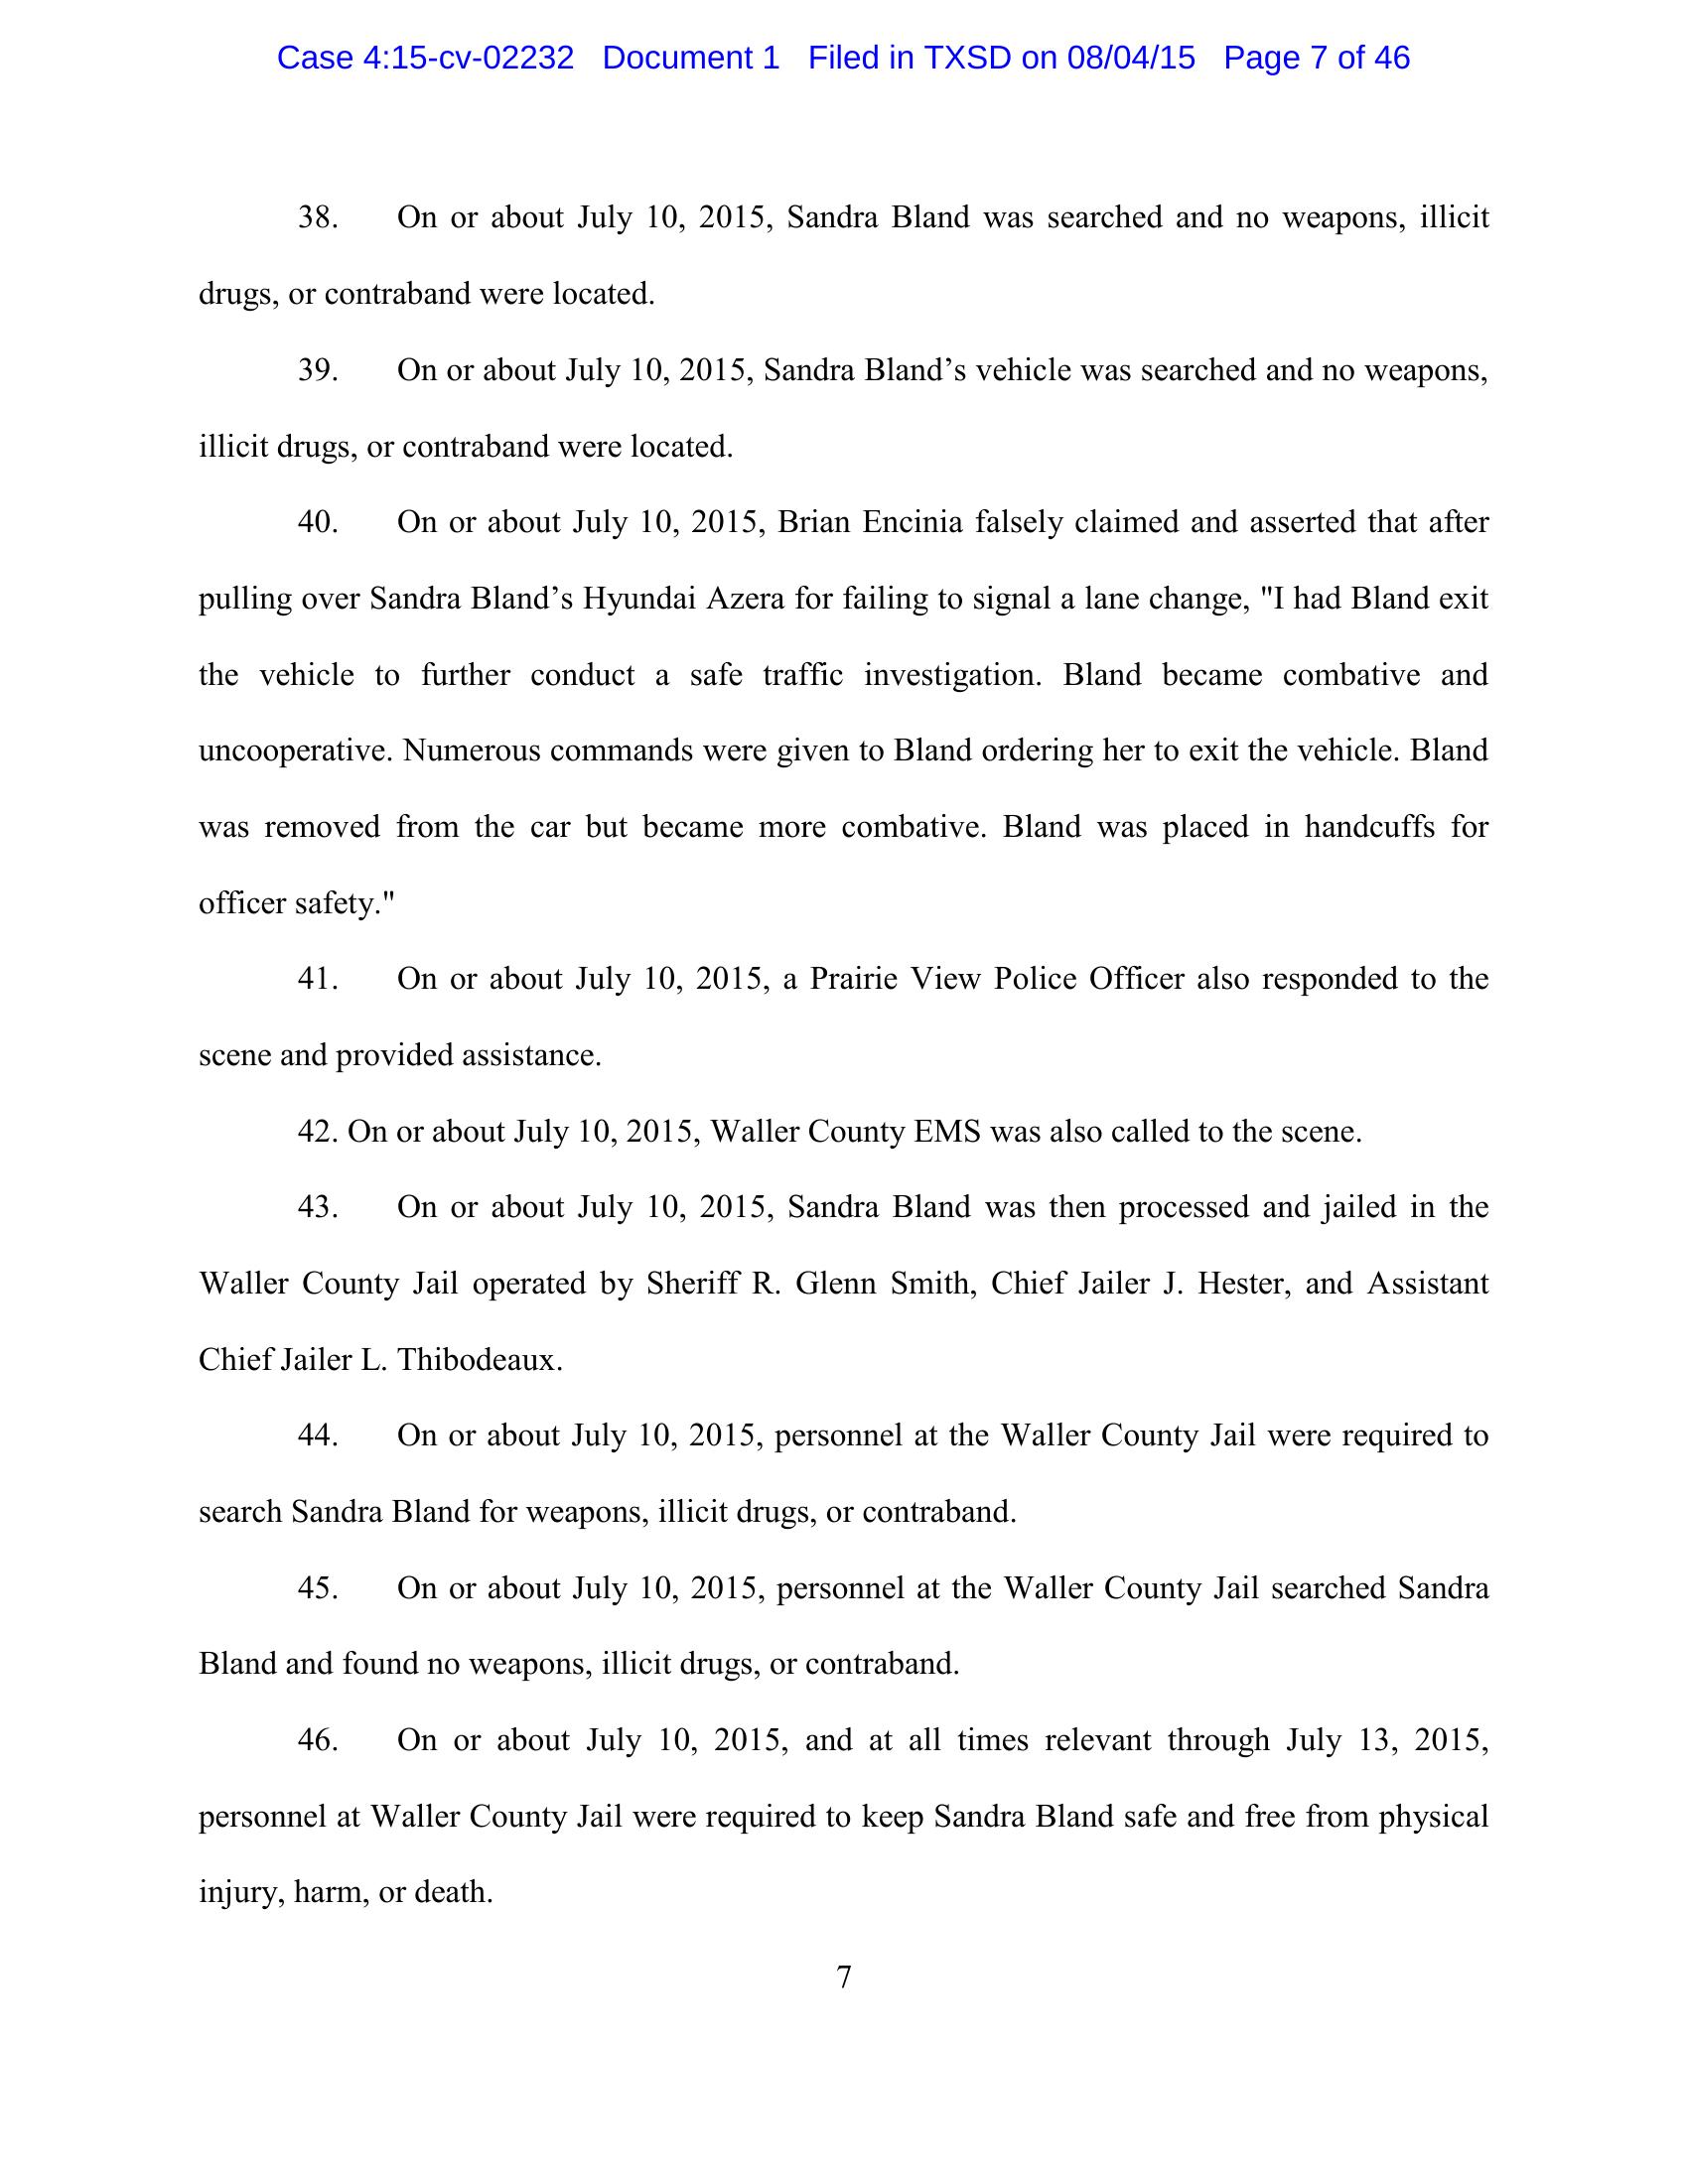 Case 4:15-cv-02232 Document 1 Filed in TXSD on 08/04/15 Page 7 of 46
38. On or about July 10, 2015, Sandra Bland was searched and no weapons, illicit
drugs, or contraband were located.
39. On or about July 10, 2015, Sandra Bland’s vehicle was searched and no weapons,
illicit drugs, or contraband were located.
40. On or about July 10, 2015, Brian Encinia falsely claimed and asserted that after
pulling over Sandra Bland’s Hyundai Azera for failing to signal a lane change, "I had Bland exit
the vehicle to further conduct a safe traffic investigation. Bland became combative and
uncooperative. Numerous commands were given to Bland ordering her to exit the vehicle. Bland
was removed from the car but became more combative. Bland was placed in handcuffs for
officer safety."
41. On or about July 10, 2015, a Prairie View Police Officer also responded to the
scene and provided assistance.
42. On or about July 10, 2015, Waller County EMS was also called to the scene.
43. On or about July 10, 2015, Sandra Bland was then processed and jailed in the
Waller County Jail operated by Sheriff R. Glenn Smith, Chief Jailer J. Hester, and Assistant
Chief Jailer L. Thibodeaux.
44. On or about July 10, 2015, personnel at the Waller County Jail were required to
search Sandra Bland for weapons, illicit drugs, or contraband.
45. On or about July 10, 2015, personnel at the Waller County Jail searched Sandra
Bland and found no weapons, illicit drugs, or contraband.
46. On or about July 10, 2015, and at all times relevant through July 13, 2015,
personnel at Waller County Jail were required to keep Sandra Bland safe and free from physical
injury, harm, or death.
7